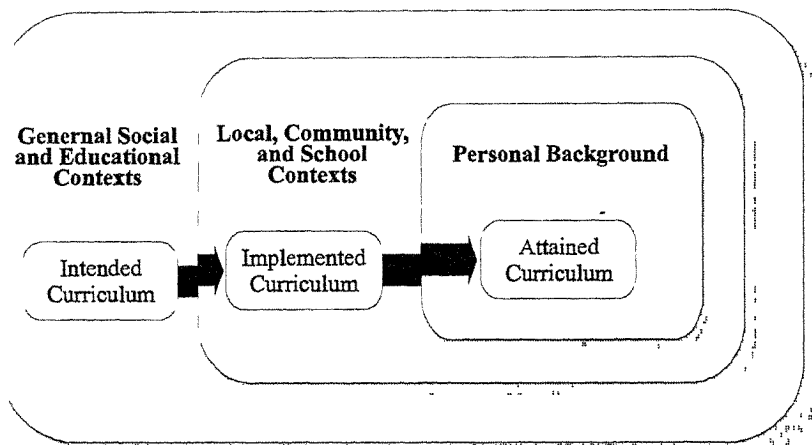 Genernal Social
and Educational
Contexts
Local, Community,
and School
Contexts
Personal Background
Intended
Curriculum
Implemented
Curriculum
Attained
Curriculum